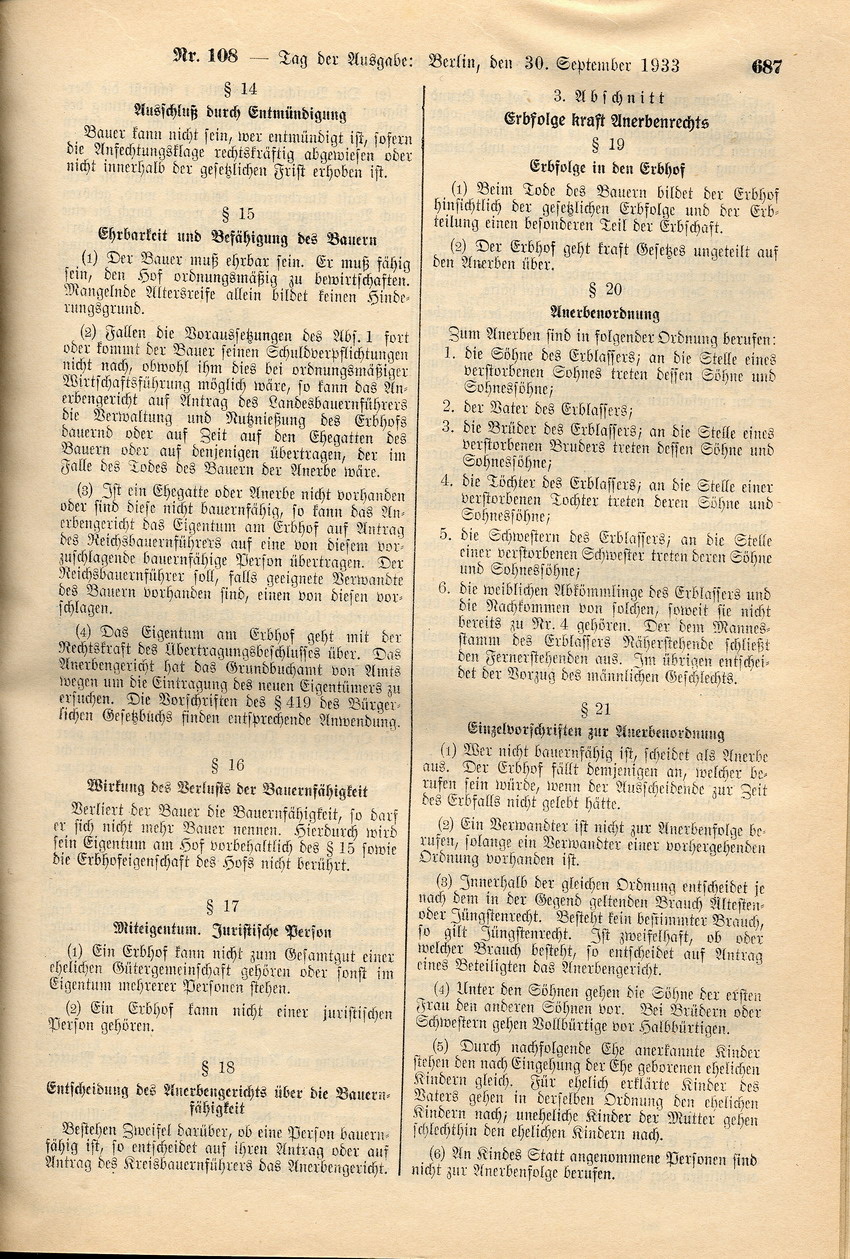 Nr. 108 — Tag der Ausgabe: Berlin, den 30. September 1933 687
§ 14
Ausschluß durch Entmündigung
Bauer kann nicht sein, wer entmündigt ist, sofern
die Anfechtungsklage rechtskräftig abgewiesen oder
nicht innerhalb der gesetzlichen Frist erhoben ist.
§ 15
Ehrbarkeit und Befähigung des Bauern
(1) Der Bauer muß ehrbar sein. Er muß fähig
sein, den Hof ordnungsmäßig zu bewirtschaften.
Mangelnde Altersreife allein bildet keinen Hinde-
rungsgrund.
(2) Fallen die Voraussetzungen des Abs. 1 fort
oder kommt der Bauer seinen Schuldverpflichtungen
nicht nach, obwohl ihm dies bei ordnungsmäßiger
Wirtschaftsführung möglich wäre, so kann das An-
erbengericht auf Antrag des Landesbauernführers
die Verwaltung und Nutznießung des Erbhofs
dauernd oder auf Zeit auf den Ehegatten des
Bauern oder auf denjenigen übertragen, der im
Falle des Todes des Bauern der Anerbe wäre.
(3) Ist ein Ehegatte oder Anerbe nicht vorhanden
oder sind diese nicht bauernfähig, so kann das An-
erbengericht das Eigentum am Erbhof auf Antrag
des Reichsbauernführers auf eine von diesem vor-
zuschlagende bauernfähige Person übertragen. Der
Reichsbauernführer soll, falls geeignete Verwandte
des Bauern vorhanden sind, einen von diesen vor-
schlagen.
(4) Das Eigentum am Erbhof geht mit der
Rechtskraft des Übertragungsbeschlusses über. Das
Anerbengericht hat das Grundbuchamt von Amts
wegen um die Eintragung des neuen Eigentümers zu
ersuchen. Die Vorschriften des § 419 des Bürger-
lichen Gesetzbuchs finden entsprechende Anwendung.
§ 16
Wirkung des Verlusts der Bauernfähigkeit
Verliert der Bauer die Bauernfähigkeit, so darf
er sich nicht mehr Bauer nennen. Hierdurch wird
sein Eigentum am Hof vorbehaltlich des § 15 sowie
die Erbhofeigenschaft des Hofs nicht berührt.
§ 17
Miteigentum. Juristische Person
(1) Ein Erbhof kann nicht zum Gesamtgut einer
ehelichen Gütergemeinschaft gehören oder sonst im
Eigentum mehrerer Personen stehen.
(2) Ein Erbhof kann nicht einer juristischen
Person gehören.
§ 18
Entscheidung des Anerbengerichts über die Bauern-
fähigkeit
Bestehen Zweifel darüber, ob eine Person bauern-
fähig ist, so entscheidet auf ihren Antrag oder auf
Antrag des Kreisbauernführers das Anerbengericht.
3. Abschnitt
Erbfolge kraft Anerbenrechts
§ 19
Erbfolge in den Erbhof
(1) Beim Tode des Bauern bildet der Erbhof
hinsichtlich der gesetzlichen Erbfolge und der Erb-
teilung einen besonderen Teil der Erbschaft.
(2) Der Erbhof geht kraft Gesetzes ungeteilt auf
den Anerben über.
§ 20
Anerbenordnung
Zum Anerben sind in folgender Ordnung berufen:
1. die Söhne des Erblassers; an die Stelle eines
verstorbenen Sohnes treten dessen Söhne und
Sohnessöhne;
2. der Vater des Erblassers;
3. die Brüder des Erblassers; an die Stelle eines
verstorbenen Bruders treten dessen Söhne und
Sohnessöhne;
4. die Töchter des Erblassers; an die Stelle einer
verstorbenen Tochter treten deren Söhne und
Sohnessöhne;
5. die Schwestern des Erblassers; an die Stelle
einer verstorbenen Schwester treten deren Söhne
und Sohnessöhne;
6. die weiblichen Abkömmlinge des Erblassers und
die Nachkommen von solchen, soweit sie nicht
bereits zu Nr. 4 gehören. Der dem Mannes-
stamm des Erblassers Näherstehende schließt
den Fernerstehenden aus. Im übrigen entschei-
det der Vorzug des männlichen Geschlechts.
§ 21
Einzelvorschriften zur Anerbenordnung
(1) Wer nicht bauernfähig ist, scheidet als Anerbe
aus. Der Erbhof fällt demjenigen an, welcher be-
rufen sein würde, wenn der Ausscheidende zur Zeit
des Erbfalls nicht gelebt hätte.
(2) Ein Verwandter ist nicht zur Anerbenfolge be-
rufen, solange ein Verwandter einer vorhergehenden
Ordnung vorhanden ist.
(3) Innerhalb der gleichen Ordnung entscheidet je
nach dem in der Gegend geltenden Brauch Ältesten-
oder Jüngstenrecht. Besteht kein bestimmter Brauch,
so gilt Jüngstenrecht. Ist zweifelhaft, ob oder
welcher Brauch besteht, so entscheidet auf Antrag
eines Beteiligten das Anerbengericht.
(4) Unter den Söhnen gehen die Söhne der ersten
Frau den anderen Söhnen vor. Bei Brüdern oder
Schwestern gehen Vollbürtige vor Halbbürtigen.
(5) Durch nachfolgende Ehe anerkannte Kinder
stehen den nach Eingehung der Ehe geborenen ehelichen
Kindern gleich. Für ehelich erklärte Kinder des
Vaters gehen in derselben Ordnung den ehelichen
Kindern nach; uneheliche Kinder der Mutter gehen
schlechthin den ehelichen Kindern nach.
(6) An Kindes Statt angenommene Personen sind
nicht zur Anerbenfolge berufen.